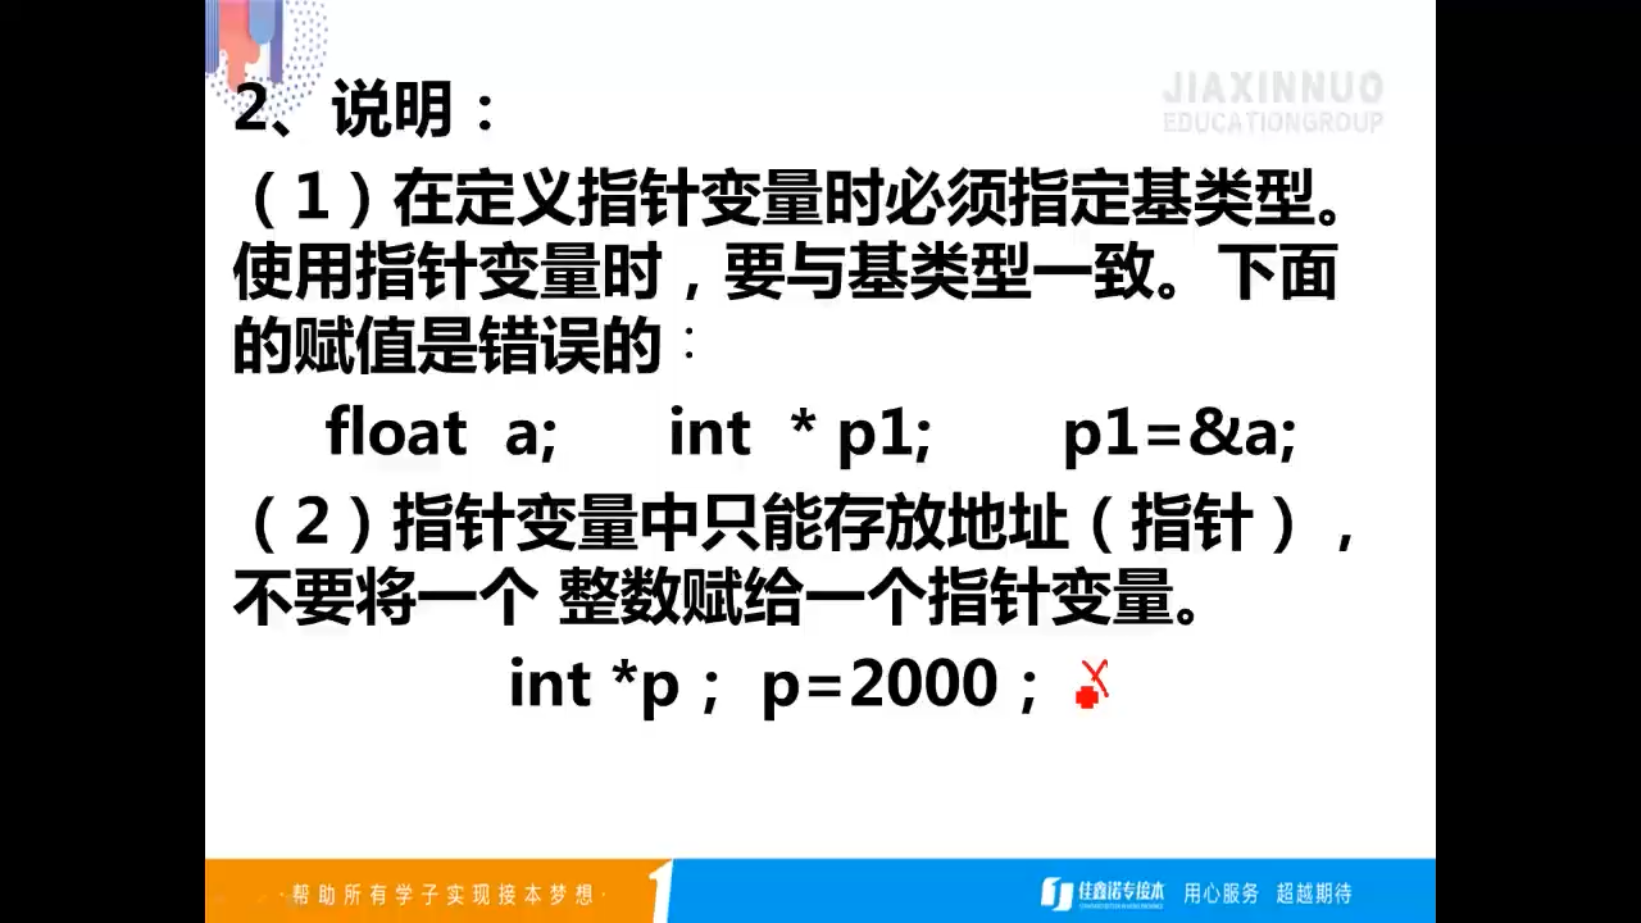 JIAXINNUO
EDUCATIONGROUP
2、说明：
（1）在定义指针变量时必须指定基类型。
使用指针变量时，要与基类型一致。下面
的赋值是错误的：
float a; int * p1; p1=&a;
（2）指针变量中只能存放地址（指针），
不要将一个 整数赋给一个指针变量。
int *p； p=2000；
·帮助所有学子实现接本梦想·
佳鑫诺专接本 用心服务 超越期待